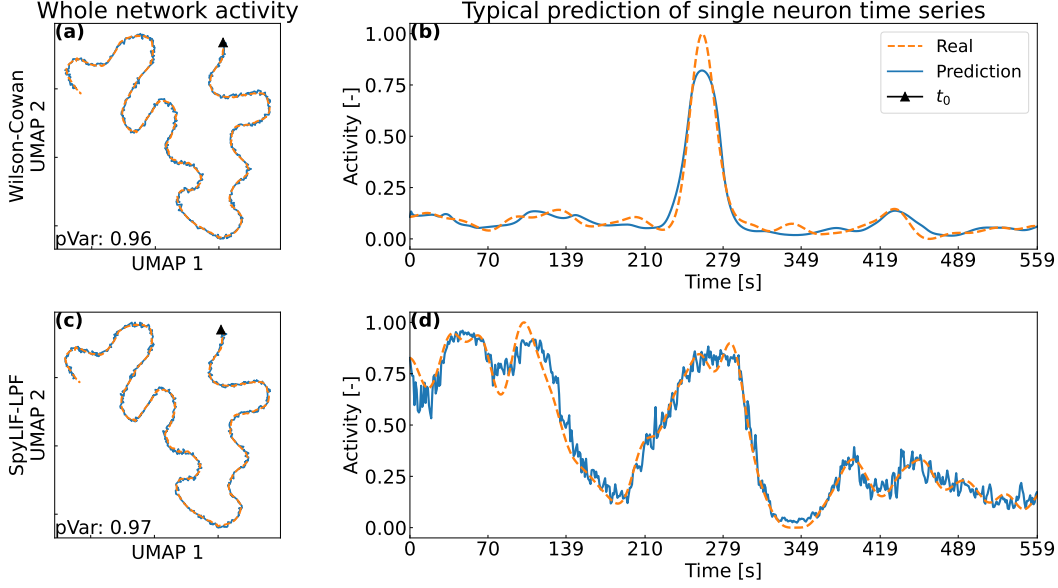 Whole network activity
Typical prediction of single neuron time series
(a)
Wilson-Cowan
UMAP 2
pVar: 0.96
UMAP 1
(b)
1.00
0.75
0.50
0.25
0.00
Activity [-]
Real
Prediction
t0
0 70 139 210 279 349 419 489 559
Time [s]
(c)
SpyLIF-LPF
UMAP 2
pVar: 0.97
UMAP 1
(d)
1.00
0.75
0.50
0.25
0.00
Activity [-]
0 70 139 210 279 349 419 489 559
Time [s]